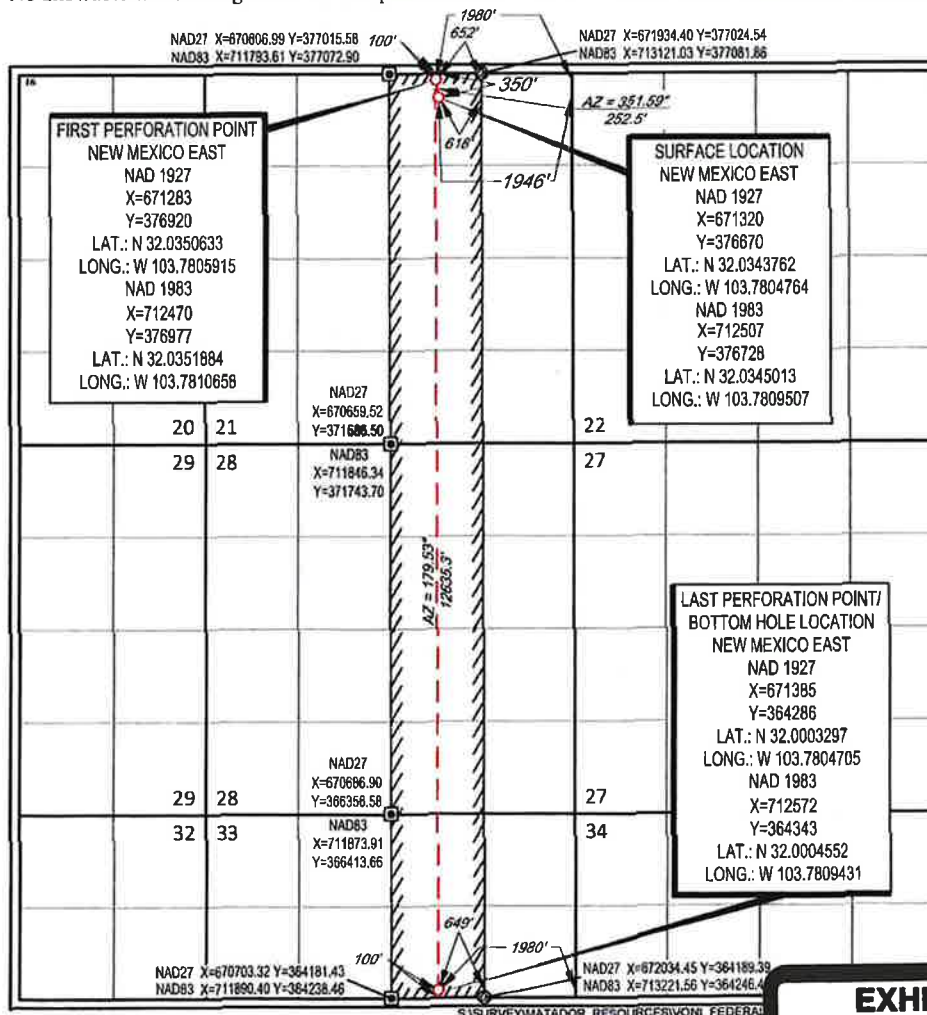 1980'
NAD27 X=670606.99 Y=377015.58
NAD83 X=711793.61 Y=377072.90
100'
652'
NAD27 X=671934.40 Y=377024.54
NAD83 X=713121.03 Y=377081.86
16
350'
AZ = 351.59°
252.5'
618'
1946'
FIRST PERFORATION POINT
NEW MEXICO EAST
NAD 1927
X=671283
Y=376920
LAT.: N 32.0350633
LONG.: W 103.7805915
NAD 1983
X=712470
Y=376977
LAT.: N 32.0351884
LONG.: W 103.7810658
SURFACE LOCATION
NEW MEXICO EAST
NAD 1927
X=671320
Y=376670
LAT.: N 32.0343762
LONG.: W 103.7804764
NAD 1983
X=712507
Y=376728
LAT.: N 32.0345013
LONG.: W 103.7809507
NAD27
X=670659.52
Y=371686.50
NAD83
X=711846.34
Y=371743.70
20 21
29 28
22
27
AZ = 179.53°
12635.3'
LAST PERFORATION POINT/
BOTTOM HOLE LOCATION
NEW MEXICO EAST
NAD 1927
X=671385
Y=364286
LAT.: N 32.0003297
LONG.: W 103.7804705
NAD 1983
X=712572
Y=364343
LAT.: N 32.0004552
LONG.: W 103.7809431
NAD27
X=670686.90
Y=366356.58
NAD83
X=711873.91
Y=366413.66
29 28
32 33
27
34
649'
1980'
100'
NAD27 X=670703.32 Y=364181.43
NAD83 X=711890.40 Y=364238.46
NAD27 X=672034.45 Y=364189.39
NAD83 X=713221.56 Y=364246.4
S:\SURVEY\MATADOR_RESOURCES\VONI_FEDERAL
EXHI